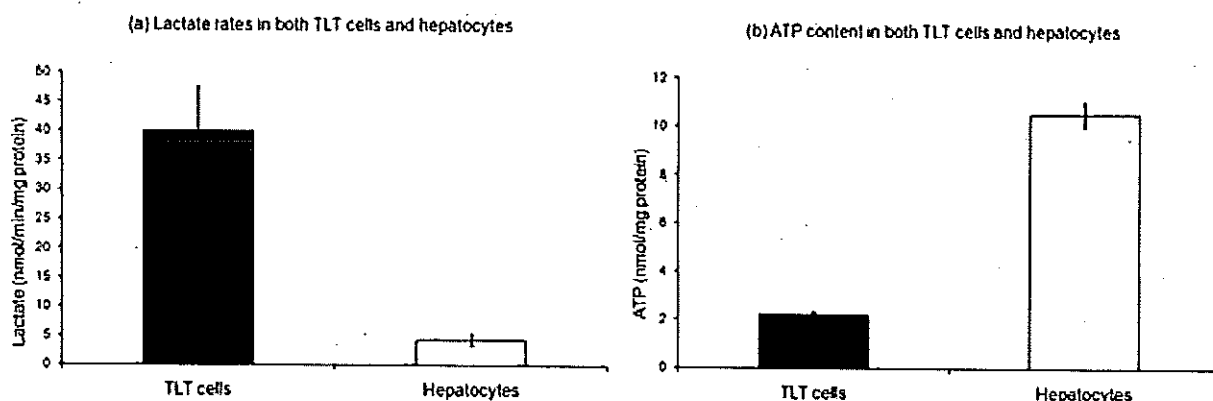 (a) Lactate rates in both TLT cells and hepatocytes
50
45
40
35
30
25
20
15
10
5
0
Lactate (nmol/min/mg protein)
TLT cells
Hepatocytes
(b) ATP content in both TLT cells and hepatocytes
12
10
8
6
4
2
0
ATP (nmol/mg protein)
TLT cells
Hepatocytes